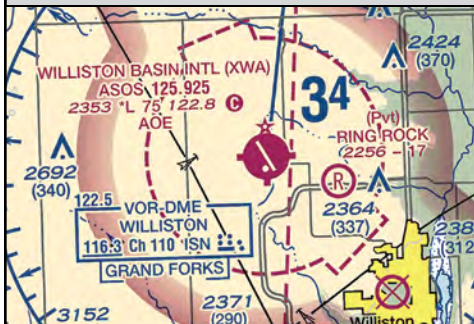 2424
(370)
WILLISTON BASIN INTL (XWA)
ASOS 125.925
2353 *L 75 122.8 C
AOE
34
(Pvt)
RING ROCK
2256 - 17
R
2692
(340)
2364
(337)
122.5
VOR-DME
WILLISTON
116.3 Ch 110 ISN
GRAND FORKS
238
(312
3152
2371
(290)
Williston